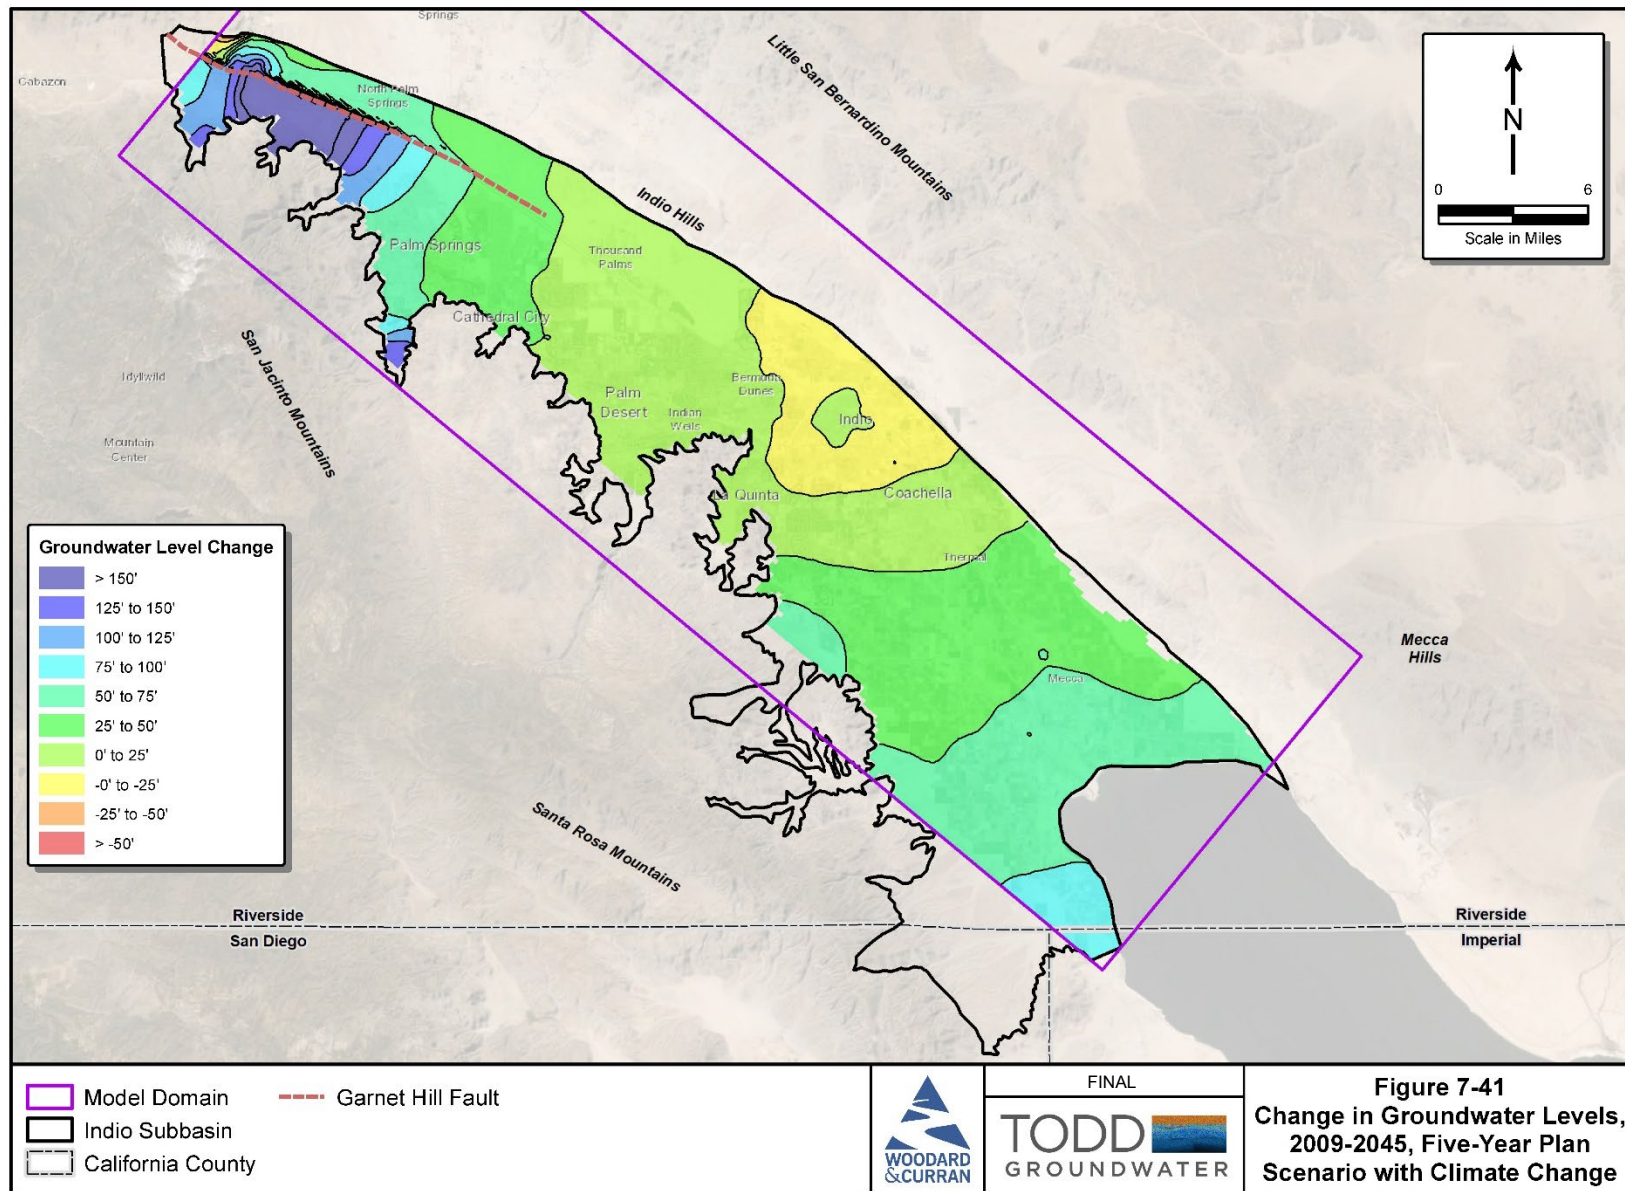 Springs
Cabazon
North Palm
Springs
Little San Bernardino Mountains
N
0 6
Scale in Miles
Indio Hills
Palm Springs
Thousand
Palms
Cathedral City
San Jacinto Mountains
Idyllwild
Mountain
Center
Palm
Desert
Indian
Wells
Bermuda
Dunes
Indio
La Quinta
Coachella
Thermal
Mecca
Mecca
Hills
Santa Rosa Mountains
Groundwater Level Change
> 150'
125' to 150'
100' to 125'
75' to 100'
50' to 75'
25' to 50'
0' to 25'
-0' to -25'
-25' to -50'
> -50'
Riverside
San Diego
Riverside
Imperial
Model Domain
Garnet Hill Fault
Indio Subbasin
California County
WOODARD
&CURRAN
FINAL
TODD
GROUNDWATER
Figure 7-41
Change in Groundwater Levels,
2009-2045, Five-Year Plan
Scenario with Climate Change